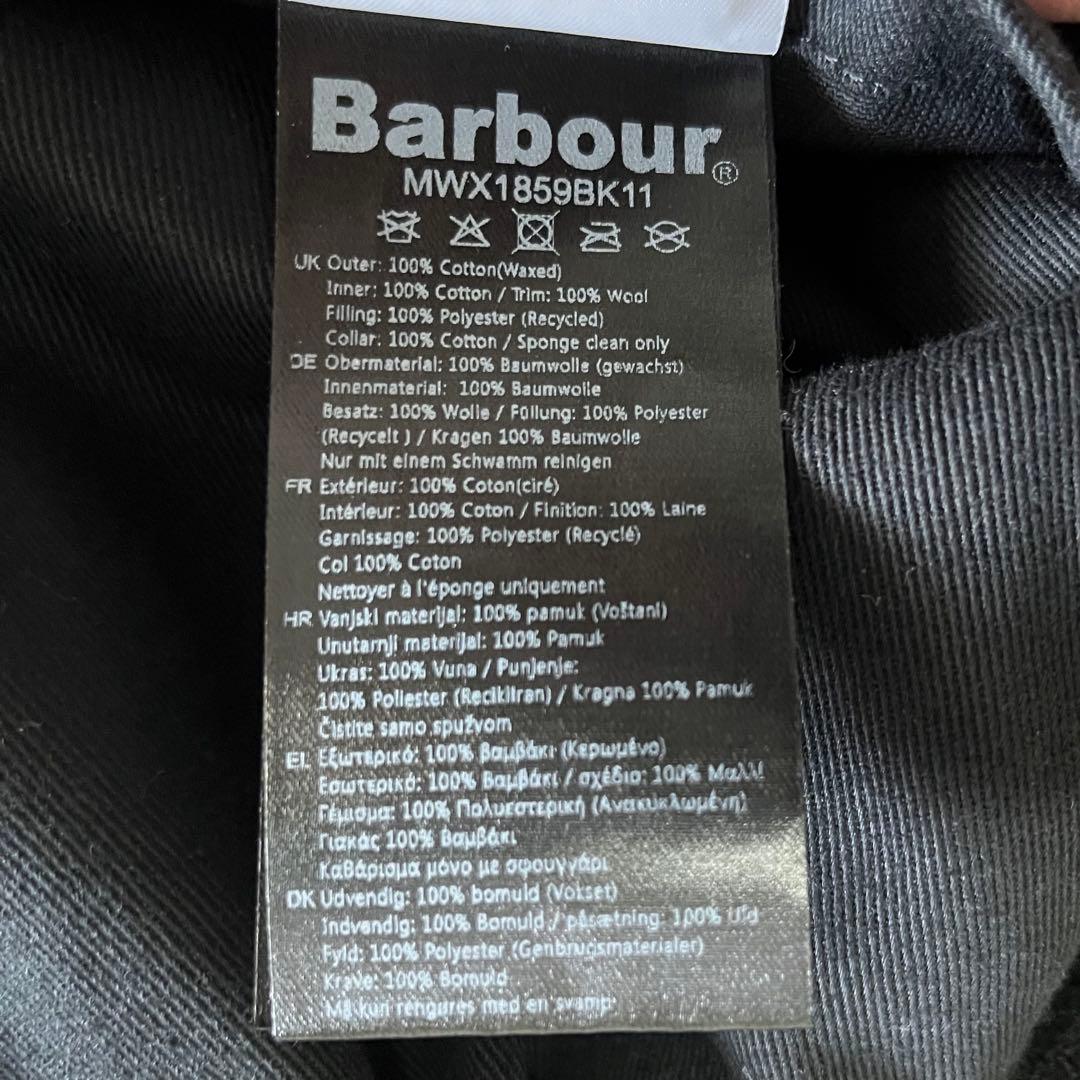 Barbour®
MWX1859BK11
UK Outer: 100% Cotton(Waxed)
Inner: 100% Cotton / Trim: 100% Wool
Filling: 100% Polyester (Recycled)
Collar: 100% Cotton / Sponge clean only
DE Obermaterial: 100% Baumwolle (gewachst)
Innenmaterial: 100% Baumwolle
Besatz: 100% Wolle / Füllung: 100% Polyester
(Recycelt ) / Kragen 100% Baumwolle
Nur mit einem Schwamm reinigen
FR Extérieur: 100% Coton(ciré)
Intérieur: 100% Coton / Finition: 100% Laine
Garnissage: 100% Polyester (Recyclé)
Col 100% Coton
Nettoyer à l'éponge uniquement
HR Vanjski materijal: 100% pamuk (Voštani)
Unutarnji materijal: 100% Pamuk
Ukras: 100% Vuna / Punjenje:
100% Poliester (Recikliran) / Kragna 100% Pamuk
Čistite samo spužvom
EL Εξωτερικό: 100% Βαμβάκι (Κερωμένο)
Εσωτερικό: 100% Βαμβάκι / σχέδιο: 100% Μαλλί
Γέμισμα: 100% Πολυεστερική (Ανακυκλωμένη)
Γιακάς 100% Βαμβάκι
Καθάρισμα μόνο με σφουγγάρι
DK Udvendig: 100% bomuld (Vokset)
Indvendig: 100% Bomuld / påsætning: 100% Uld
Fyld: 100% Polyester (Genbrugsmaterialer)
Krave: 100% Bomuld
Må kun rengøres med en svamp